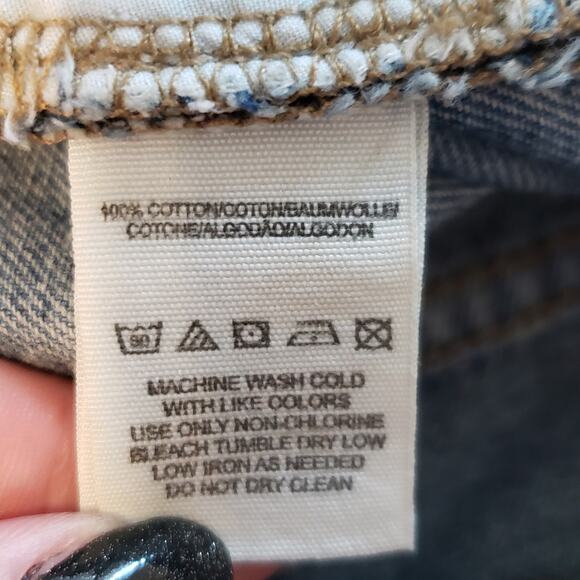 100% COTTON/COTON/BAUMWOLLE/
COTONE/ALGODÃO/ALGODON
30
MACHINE WASH COLD
WITH LIKE COLORS
USE ONLY NON-CHLORINE
BLEACH TUMBLE DRY LOW
LOW IRON AS NEEDED
DO NOT DRY CLEAN